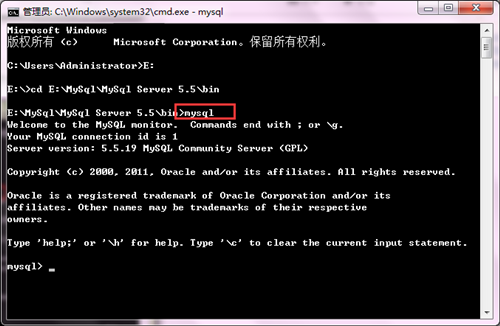 管理员: C:\Windows\system32\cmd.exe - mysql
Microsoft Windows
版权所有 (c) Microsoft Corporation。保留所有权利。
C:\Users\Administrator>E:
E:\>cd E:\MySql\MySql Server 5.5\bin
E:\MySql\MySql Server 5.5\bin>mysql
Welcome to the MySQL monitor.  Commands end with ; or \g.
Your MySQL connection id is 1
Server version: 5.5.19 MySQL Community Server (GPL)
Copyright (c) 2000, 2011, Oracle and/or its affiliates. All rights reserved.
Oracle is a registered trademark of Oracle Corporation and/or its
affiliates. Other names may be trademarks of their respective
owners.
Type 'help;' or '\h' for help. Type '\c' to clear the current input statement.
mysql> _